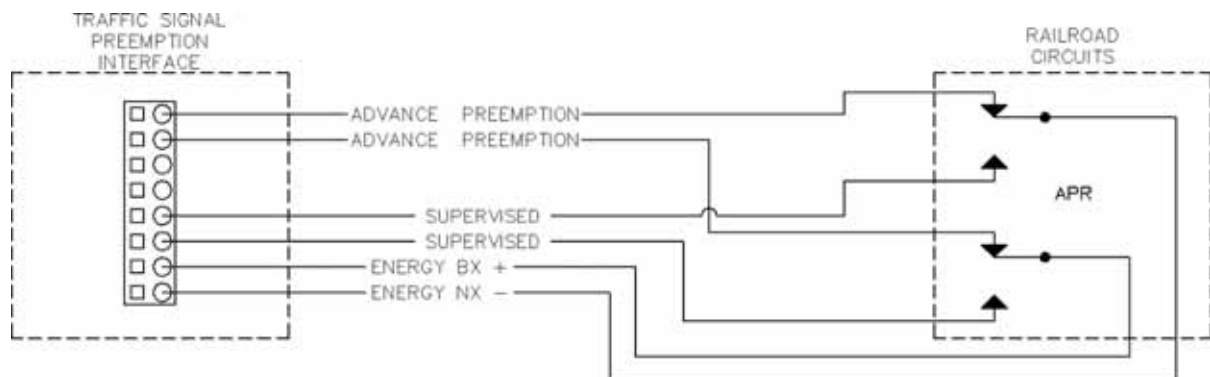 TRAFFIC SIGNAL
PREEMPTION
INTERFACE
RAILROAD
CIRCUITS
ADVANCE PREEMPTION
ADVANCE PREEMPTION
APR
SUPERVISED
SUPERVISED
ENERGY BX +
ENERGY NX -